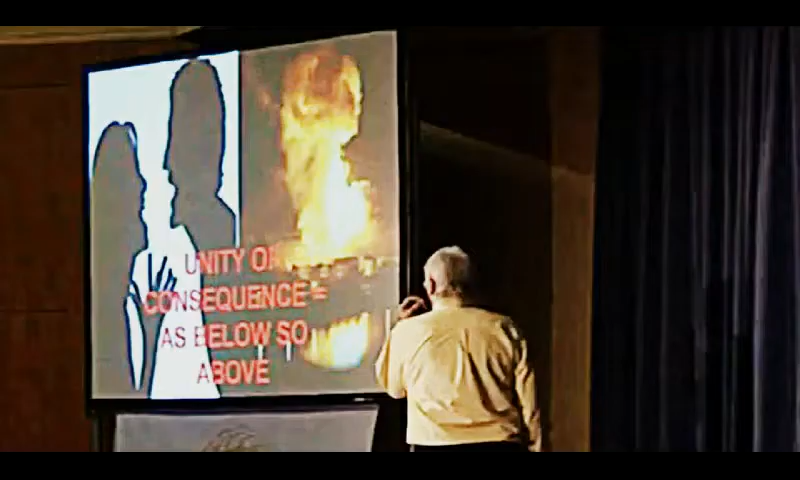 UNITY OF
CONSEQUENCE =
AS BELOW SO
ABOVE